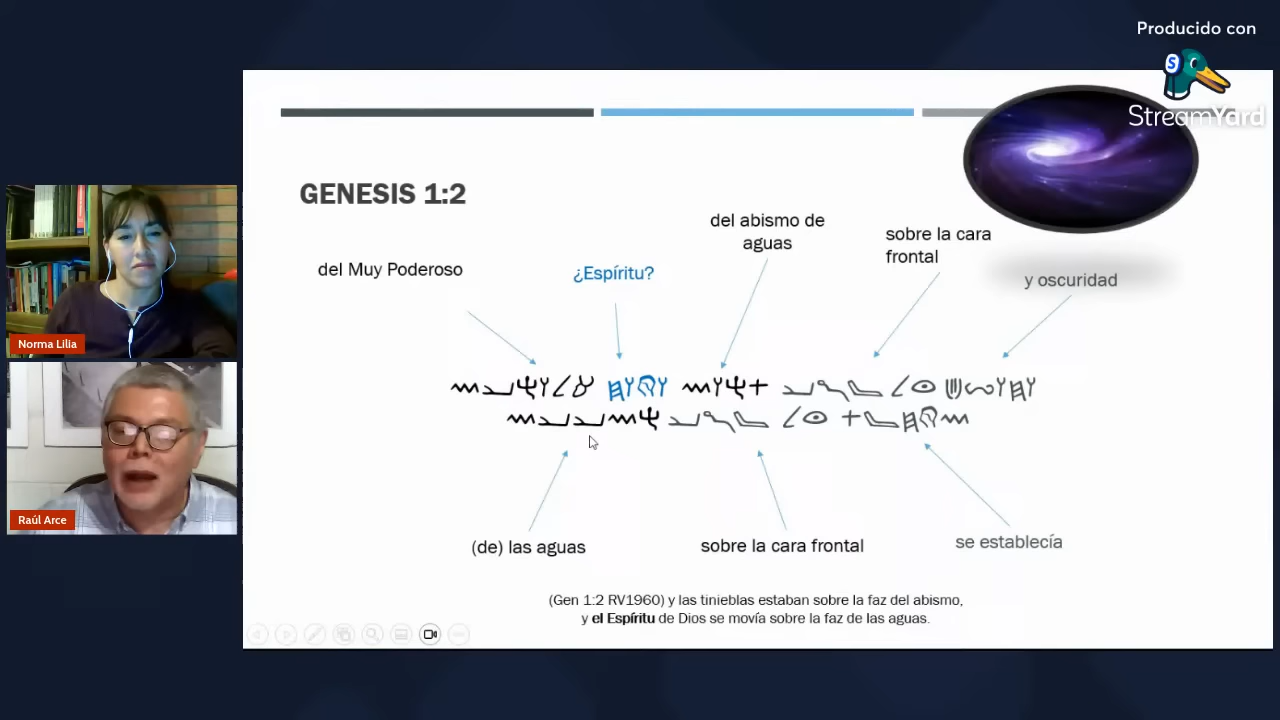 Producido con
StreamYard
GENESIS 1:2
del Muy Poderoso
¿Espíritu?
del abismo de
aguas
sobre la cara
frontal
y oscuridad
(de) las aguas
sobre la cara frontal
se establecía
(Gen 1:2 RV1960) y las tinieblas estaban sobre la faz del abismo,
y el Espíritu de Dios se movía sobre la faz de las aguas.
Norma Lilia
Raúl Arce